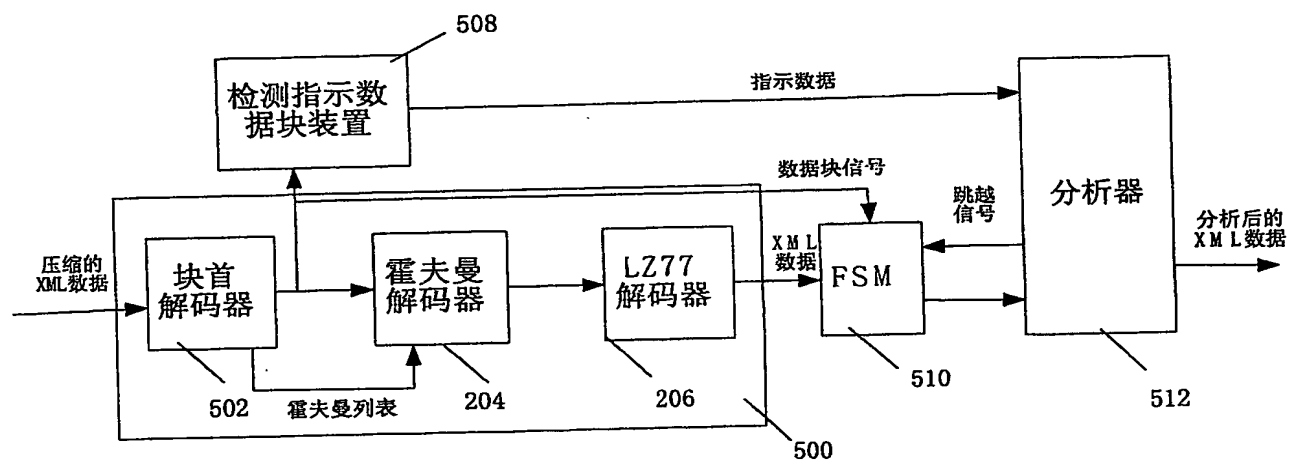 508
检测指示数
据块装置
指示数据
数据块信号
分析器
跳越
信号
分析后的
XML数据
压缩的
XML数据
块首
解码器
霍夫曼
解码器
LZ77
解码器
XML
数据
FSM
502
霍夫曼列表
204
206
510
512
500